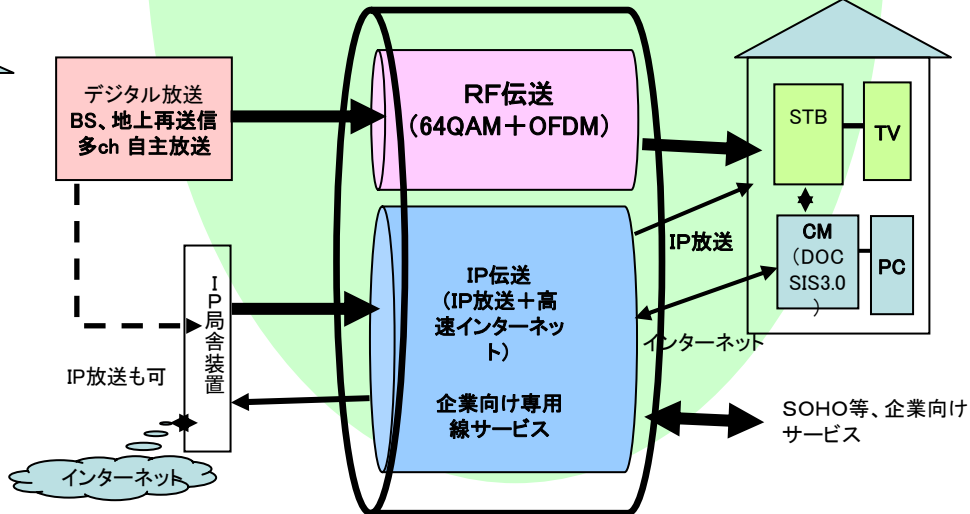 デジタル放送
BS、地上再送信
多ch 自主放送
RF伝送
（64QAM＋OFDM）
STB
TV
IP放送
CM
（DOC
SIS3.0
）
PC
IP局舎装置
IP伝送
（IP放送＋高
速インターネッ
ト）
企業向け専用
線サービス
インターネット
IP放送も可
SOHO等、企業向け
サービス
インターネット